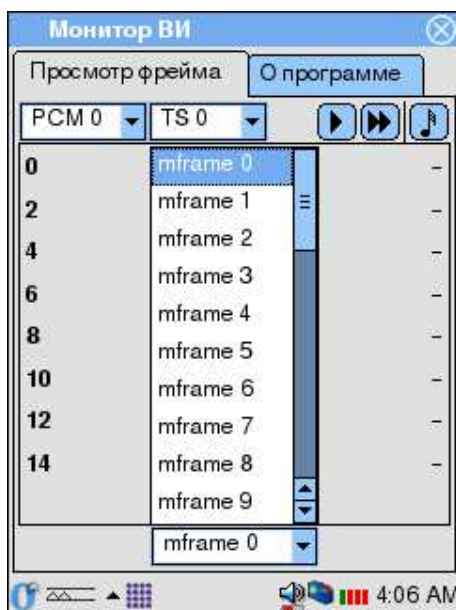 Монитор ВИ
Просмотр фрейма
О программе
PCM 0
TS 0
0
mframe 0
–
mframe 1
2
–
mframe 2
4
–
mframe 3
6
–
mframe 4
8
mframe 5
–
10
mframe 6
–
12
mframe 7
–
14
mframe 8
–
mframe 9
mframe 0
4:06 AM